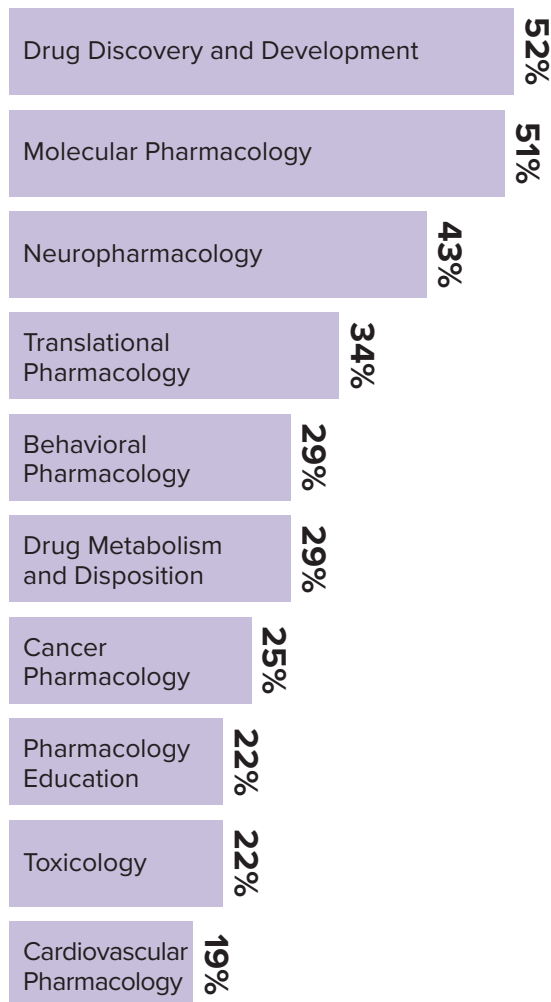 Drug Discovery and Development
52%
Molecular Pharmacology
51%
Neuropharmacology
43%
Translational
Pharmacology
34%
Behavioral
Pharmacology
29%
Drug Metabolism
and Disposition
29%
Cancer
Pharmacology
25%
Pharmacology
Education
22%
Toxicology
22%
Cardiovascular
Pharmacology
19%